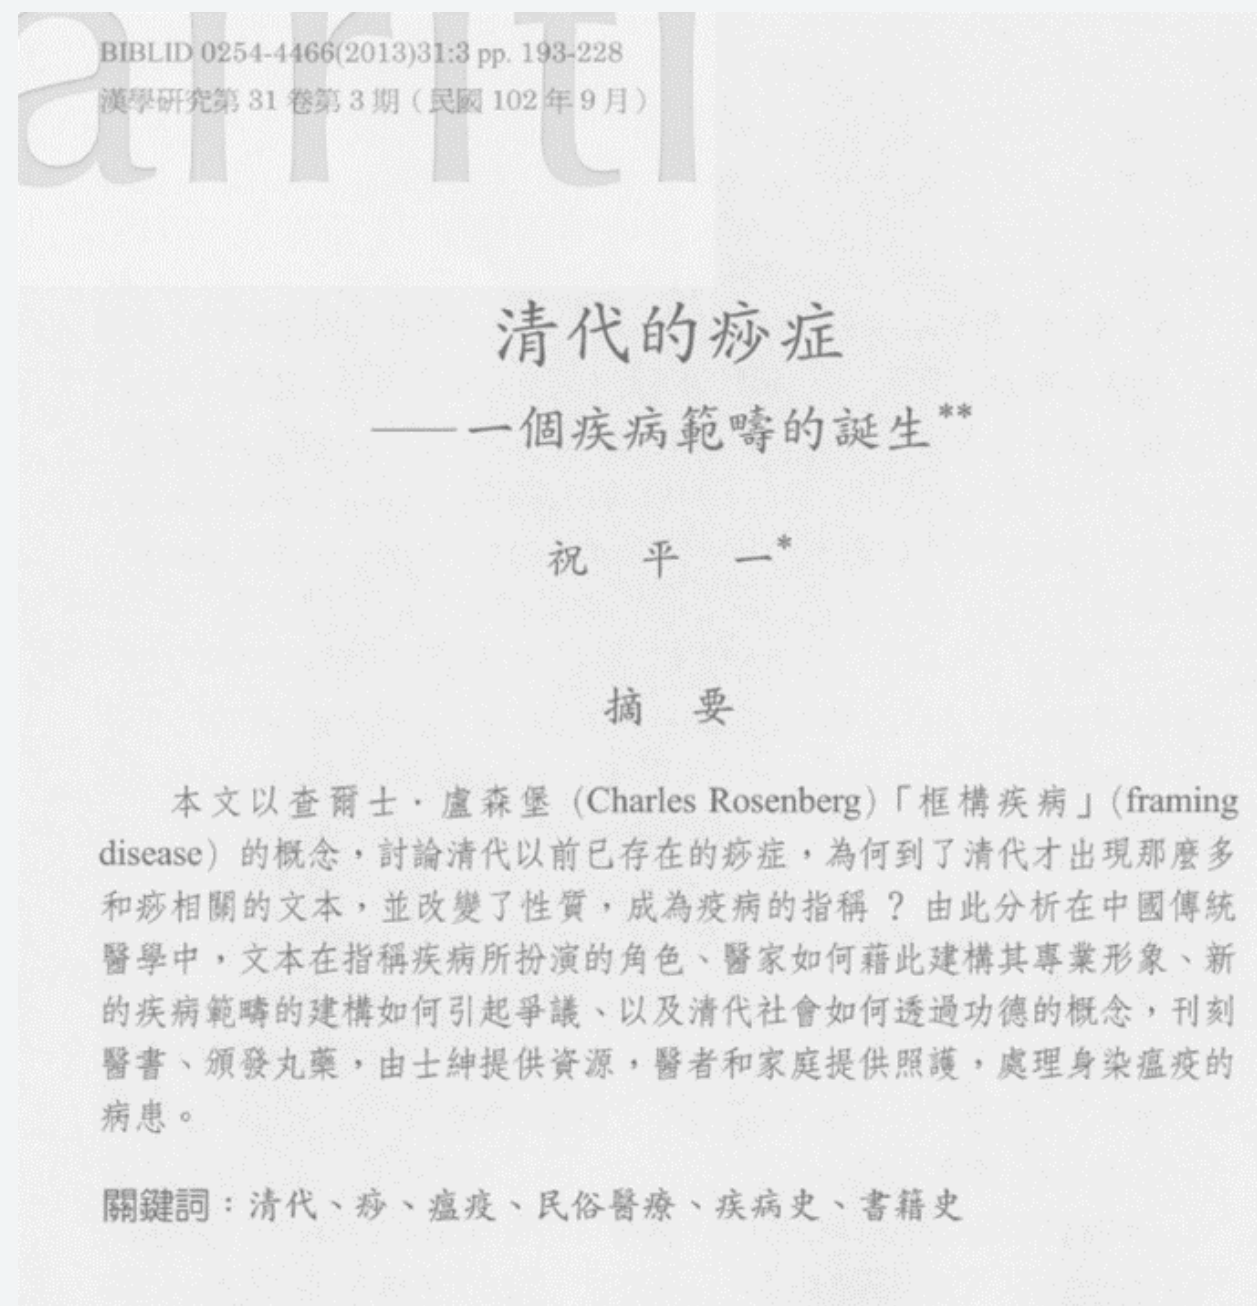 airiti
BIBLID 0254-4466(2013)31:3 pp. 193-228
漢學研究第 31 卷第 3 期（民國 102 年 9 月）
清代的痧症
——一個疾病範疇的誕生**
祝 平 一*
摘 要
本文以查爾士．盧森堡 (Charles Rosenberg)「框構疾病」(framing
disease) 的概念，討論清代以前已存在的痧症，為何到了清代才出現那麼多
和痧相關的文本，並改變了性質，成為疫病的指稱？由此分析在中國傳統
醫學中，文本在指稱疾病所扮演的角色、醫家如何藉此建構其專業形象、新
的疾病範疇的建構如何引起爭議、以及清代社會如何透過功德的概念，刊刻
醫書、頒發丸藥，由士紳提供資源，醫者和家庭提供照護，處理身染瘟疫的
病患。
關鍵詞：清代、痧、瘟疫、民俗醫療、疾病史、書籍史